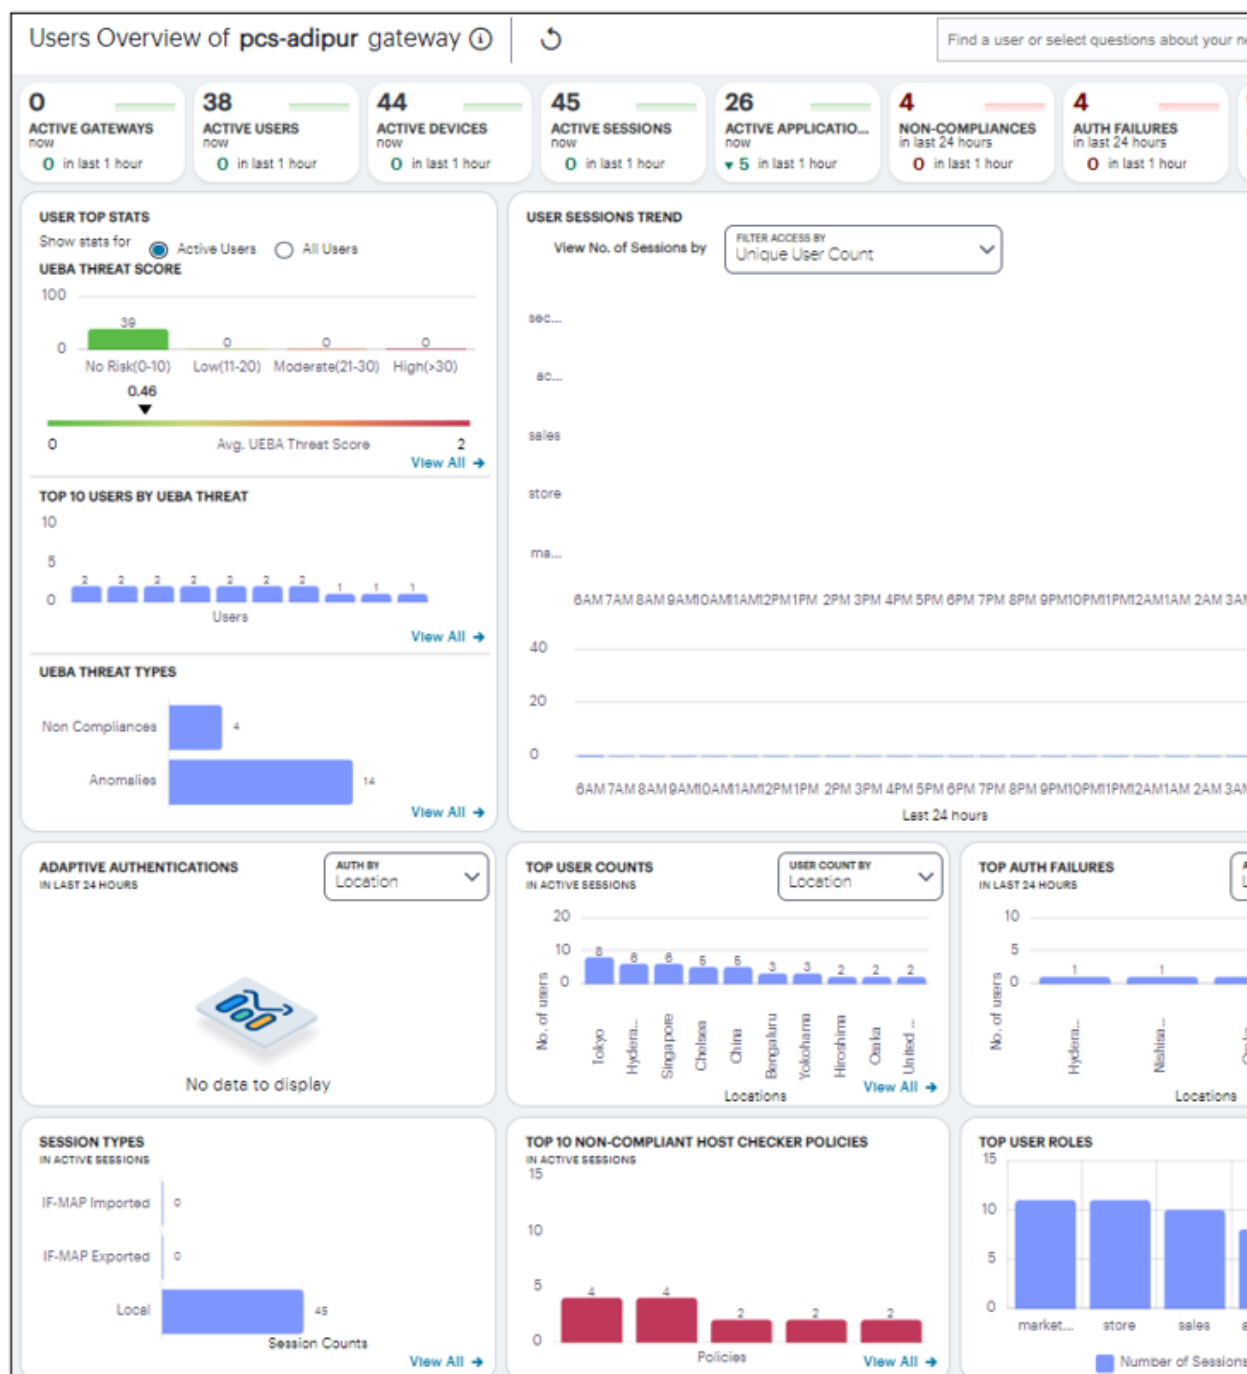 Users Overview of pcs-adipur gateway
Find a user or select questions about your ne
0
ACTIVE GATEWAYS
now
0 in last 1 hour
38
ACTIVE USERS
now
0 in last 1 hour
44
ACTIVE DEVICES
now
0 in last 1 hour
45
ACTIVE SESSIONS
now
0 in last 1 hour
26
ACTIVE APPLICATIO...
now
5 in last 1 hour
4
NON-COMPLIANCES
in last 24 hours
0 in last 1 hour
4
AUTH FAILURES
in last 24 hours
0 in last 1 hour
USER TOP STATS
Show stats for Active Users All Users
UEBA THREAT SCORE
100
39 0 0 0
0
No Risk(0-10) Low(11-20) Moderate(21-30) High(>30)
0.46
0 Avg. UEBA Threat Score 2
View All →
TOP 10 USERS BY UEBA THREAT
10
5
2 2 2 2 2 2 2 1 1 1
0
Users
View All →
UEBA THREAT TYPES
Non Compliances 4
Anomalies 14
View All →
USER SESSIONS TREND
View No. of Sessions by
FILTER ACCESS BY
Unique User Count
sec...
ac...
sales
store
ma...
6AM 7AM 8AM 9AM10AM11AM12PM1PM 2PM 3PM 4PM 5PM 6PM 7PM 8PM 9PM10PM11PM12AM1AM 2AM 3AM
40
20
0
6AM 7AM 8AM 9AM10AM11AM12PM1PM 2PM 3PM 4PM 5PM 6PM 7PM 8PM 9PM10PM11PM12AM1AM 2AM 3AM
Last 24 hours
ADAPTIVE AUTHENTICATIONS
IN LAST 24 HOURS
AUTH BY
Location
No data to display
TOP USER COUNTS
IN ACTIVE SESSIONS
USER COUNT BY
Location
20
10
0
8 6 6 5 5 3 3 2 2 2
No. of users
Tokyo
Hydera...
Singapore
Chelsea
China
Bengaluru
Yokohama
Hiroshima
Osaka
United ...
Locations
View All →
TOP AUTH FAILURES
IN LAST 24 HOURS
10
5
0
1 1
No. of users
Hydera...
Nishisa...
Locations
SESSION TYPES
IN ACTIVE SESSIONS
IF-MAP Imported 0
IF-MAP Exported 0
Local 45
Session Counts
View All →
TOP 10 NON-COMPLIANT HOST CHECKER POLICIES
IN ACTIVE SESSIONS
15
10
5
0
4 4 2 2 2
Policies
View All →
TOP USER ROLES
15
10
5
0
market... store sales
Number of Sessions